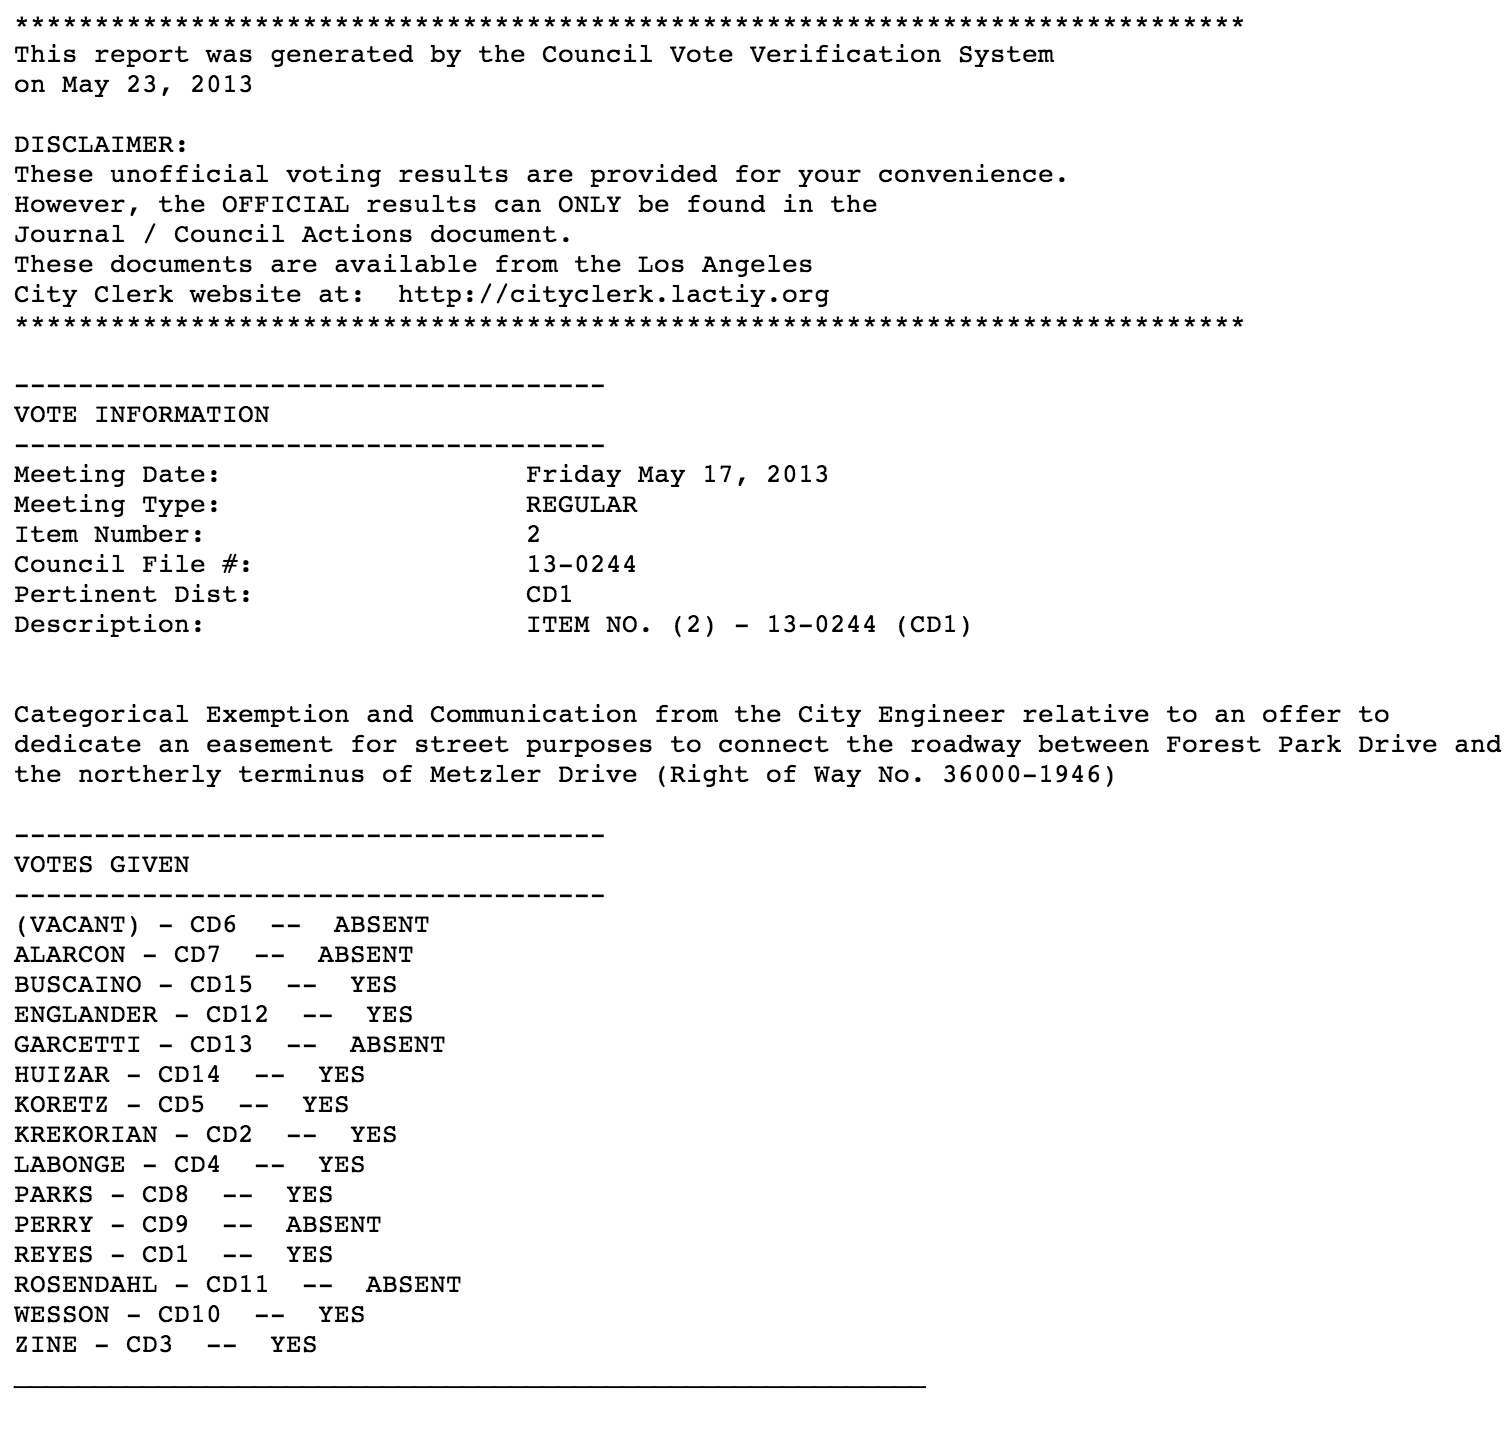 *****************************************************************************
This report was generated by the Council Vote Verification System
on May 23, 2013
DISCLAIMER:
These unofficial voting results are provided for your convenience.
However, the OFFICIAL results can ONLY be found in the
Journal / Council Actions document.
These documents are available from the Los Angeles
City Clerk website at:  http://cityclerk.lactiy.org
*****************************************************************************
-------------------------------------
VOTE INFORMATION
-------------------------------------
Meeting Date: Friday May 17, 2013
Meeting Type: REGULAR
Item Number: 2
Council File #: 13-0244
Pertinent Dist: CD1
Description: ITEM NO. (2) - 13-0244 (CD1)
Categorical Exemption and Communication from the City Engineer relative to an offer to
dedicate an easement for street purposes to connect the roadway between Forest Park Drive and
the northerly terminus of Metzler Drive (Right of Way No. 36000-1946)
-------------------------------------
VOTES GIVEN
-------------------------------------
(VACANT) - CD6  --  ABSENT
ALARCON - CD7  --  ABSENT
BUSCAINO - CD15  --  YES
ENGLANDER - CD12  --  YES
GARCETTI - CD13  --  ABSENT
HUIZAR - CD14  --  YES
KORETZ - CD5  --  YES
KREKORIAN - CD2  --  YES
LABONGE - CD4  --  YES
PARKS - CD8  --  YES
PERRY - CD9  --  ABSENT
REYES - CD1  --  YES
ROSENDAHL - CD11  --  ABSENT
WESSON - CD10  --  YES
ZINE - CD3  --  YES
_________________________________________________________